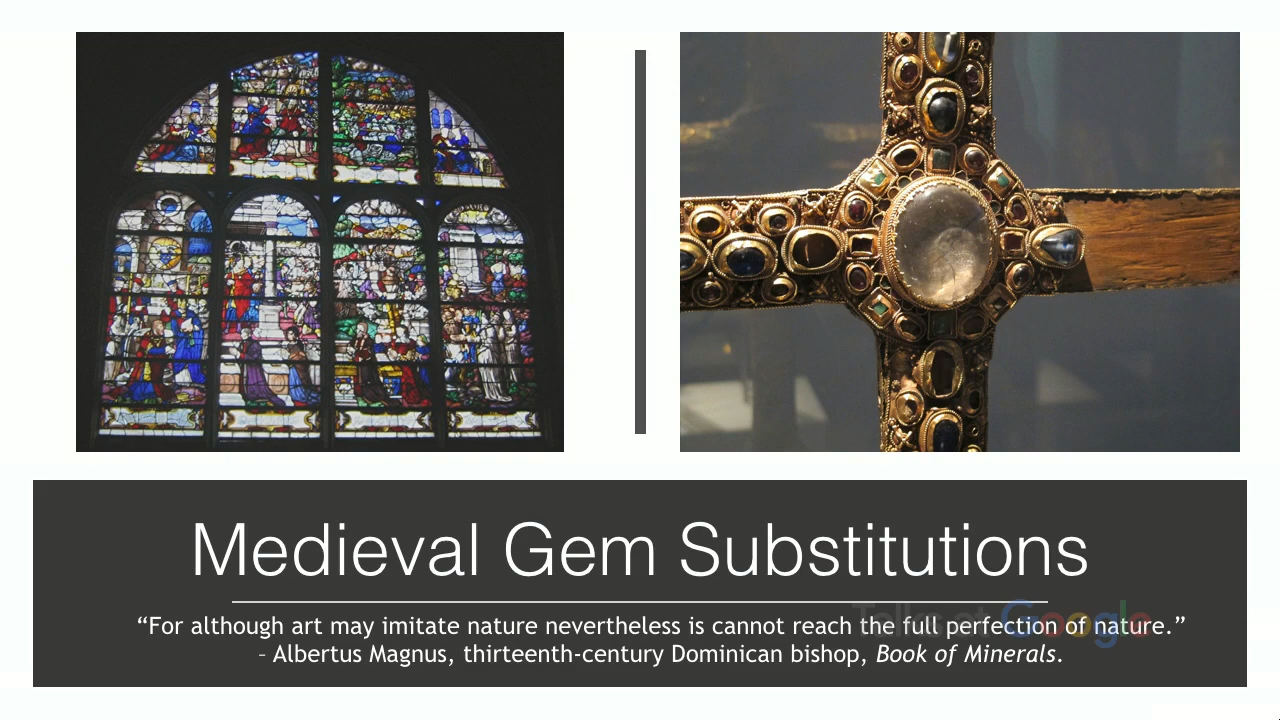 Medieval Gem Substitutions
Talks at Google
“For although art may imitate nature nevertheless is cannot reach the full perfection of nature.”
– Albertus Magnus, thirteenth-century Dominican bishop, Book of Minerals.